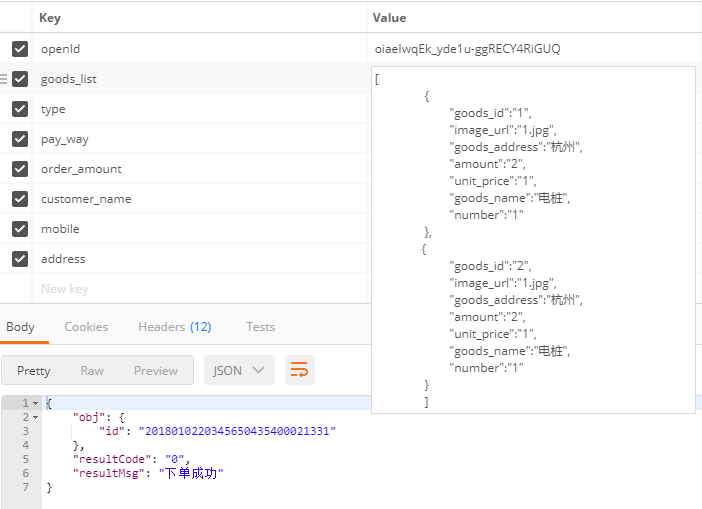 Key Value
openId oiaeIwqEk_yde1u-ggRECY4RiGUQ
goods_list
[
{
"goods_id":"1",
"image_url":"1.jpg",
"goods_address":"杭州",
"amount":"2",
"unit_price":"1",
"goods_name":"电桩",
"number":"1"
},
{
"goods_id":"2",
"image_url":"1.jpg",
"goods_address":"杭州",
"amount":"2",
"unit_price":"1",
"goods_name":"电桩",
"number":"1"
}
]
type
pay_way
order_amount
customer_name
mobile
address
New key
Body Cookies Headers (12) Tests
Pretty Raw Preview JSON
1 {
2 "obj": {
3 "id": "2018010220345650435400021331"
4 },
5 "resultCode": "0",
6 "resultMsg": "下单成功"
7 }